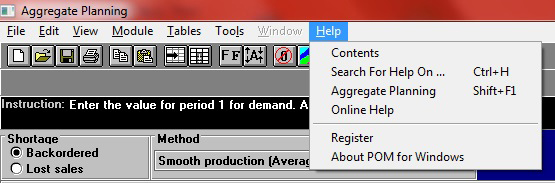 Aggregate Planning
File Edit View Module Tables Tools Window Help
FF A
Contents
Search For Help On ... Ctrl+H
Aggregate Planning Shift+F1
Online Help
Register
About POM for Windows
Instruction: Enter the value for period 1 for demand. A
Shortage
Backordered
Lost sales
Method
Smooth production (Averag